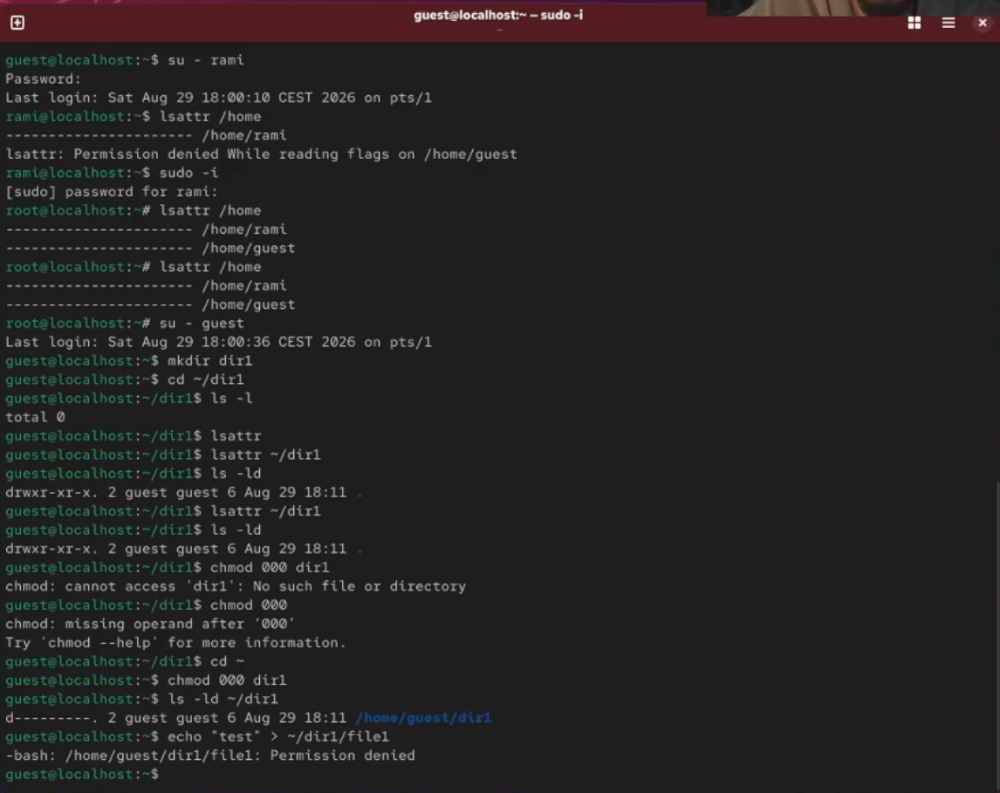 guest@localhost:~ — sudo -i
~
guest@localhost:~$ su - rami
Password:
Last login: Sat Aug 29 18:00:10 CEST 2026 on pts/1
rami@localhost:~$ lsattr /home
---------------------- /home/rami
lsattr: Permission denied While reading flags on /home/guest
rami@localhost:~$ sudo -i
[sudo] password for rami:
root@localhost:~# lsattr /home
---------------------- /home/rami
---------------------- /home/guest
root@localhost:~# lsattr /home
---------------------- /home/rami
---------------------- /home/guest
root@localhost:~# su - guest
Last login: Sat Aug 29 18:00:36 CEST 2026 on pts/1
guest@localhost:~$ mkdir dir1
guest@localhost:~$ cd ~/dir1
guest@localhost:~/dir1$ ls -l
total 0
guest@localhost:~/dir1$ lsattr
guest@localhost:~/dir1$ lsattr ~/dir1
guest@localhost:~/dir1$ ls -ld
drwxr-xr-x. 2 guest guest 6 Aug 29 18:11 .
guest@localhost:~/dir1$ lsattr ~/dir1
guest@localhost:~/dir1$ ls -ld
drwxr-xr-x. 2 guest guest 6 Aug 29 18:11 .
guest@localhost:~/dir1$ chmod 000 dir1
chmod: cannot access 'dir1': No such file or directory
guest@localhost:~/dir1$ chmod 000
chmod: missing operand after ‘000’
Try 'chmod --help' for more information.
guest@localhost:~/dir1$ cd ~
guest@localhost:~$ chmod 000 dir1
guest@localhost:~$ ls -ld ~/dir1
d---------. 2 guest guest 6 Aug 29 18:11 /home/guest/dir1
guest@localhost:~$ echo "test" > ~/dir1/file1
-bash: /home/guest/dir1/file1: Permission denied
guest@localhost:~$